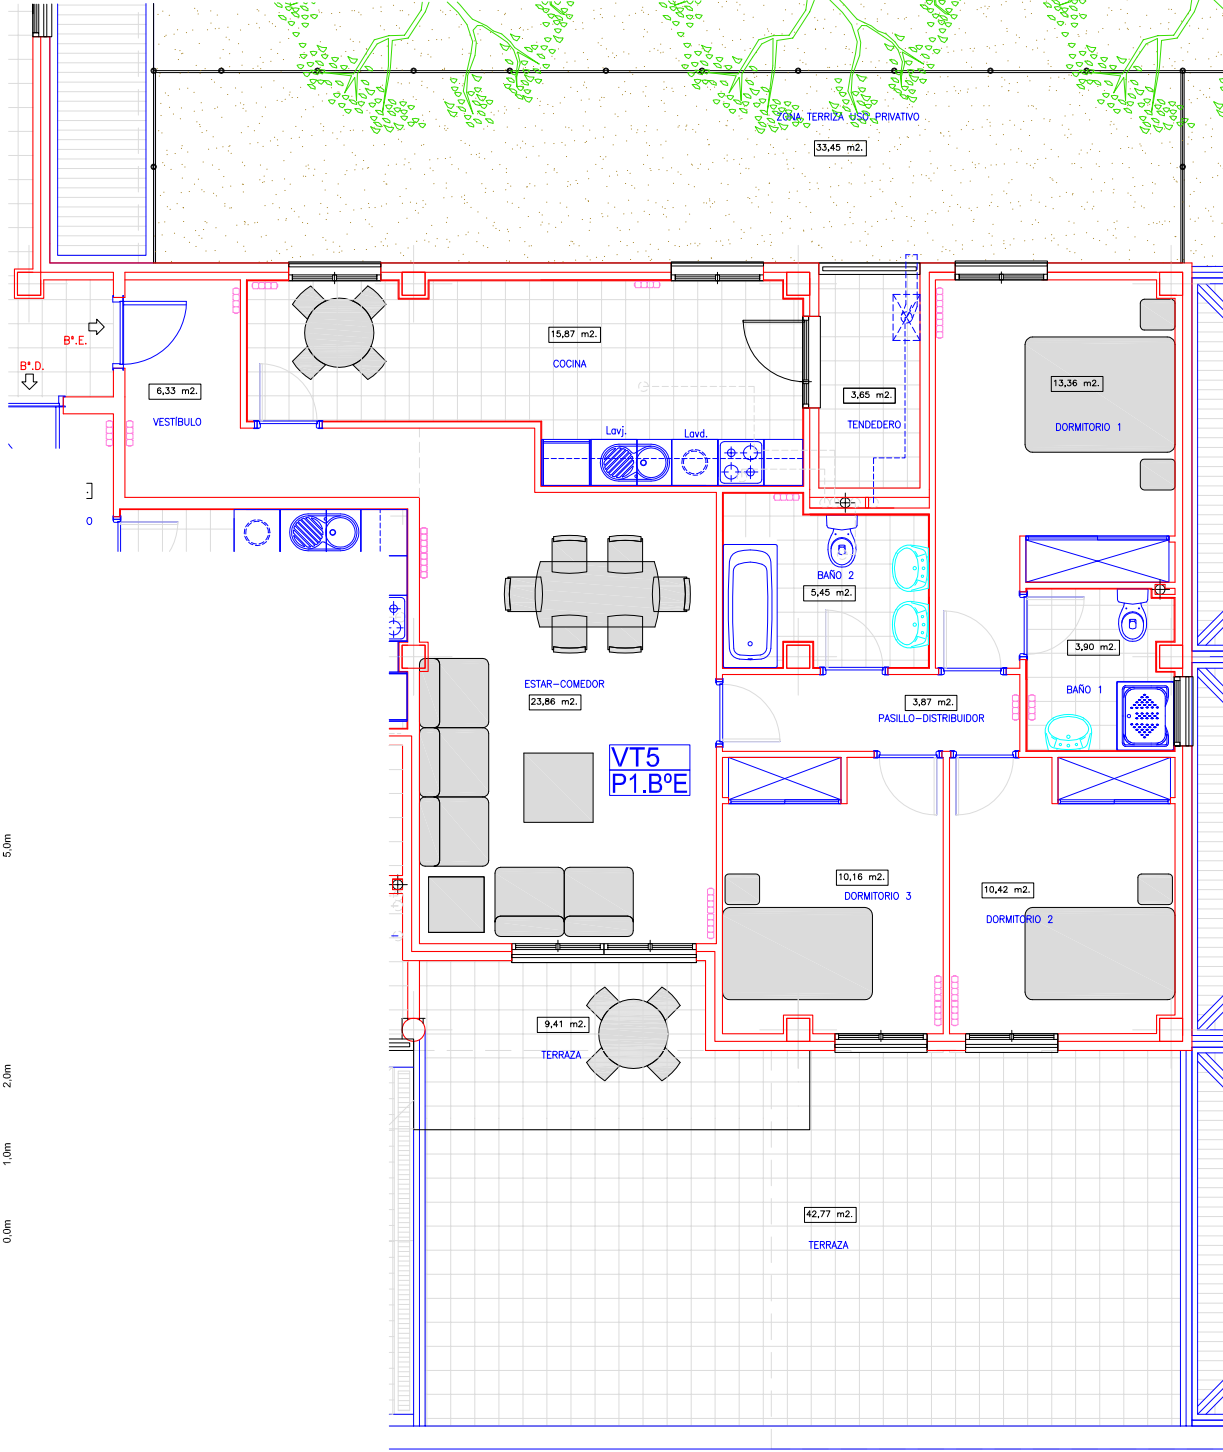 ZONA TERRIZA USO PRIVATIVO
33,45 m2.
Bº.E.
Bº.D.
6,33 m2.
VESTÍBULO
15,87 m2.
COCINA
Lavj.
Lavd.
3,65 m2.
TENDEDERO
13,36 m2.
DORMITORIO 1
BAÑO 2
5,45 m2.
3,90 m2.
BAÑO 1
ESTAR-COMEDOR
23,86 m2.
3,87 m2.
PASILLO-DISTRIBUIDOR
VT5
P1.BºE
10,16 m2.
DORMITORIO 3
10,42 m2.
DORMITORIO 2
9,41 m2.
TERRAZA
42,77 m2.
TERRAZA
5,0m
2,0m
1,0m
0,0m